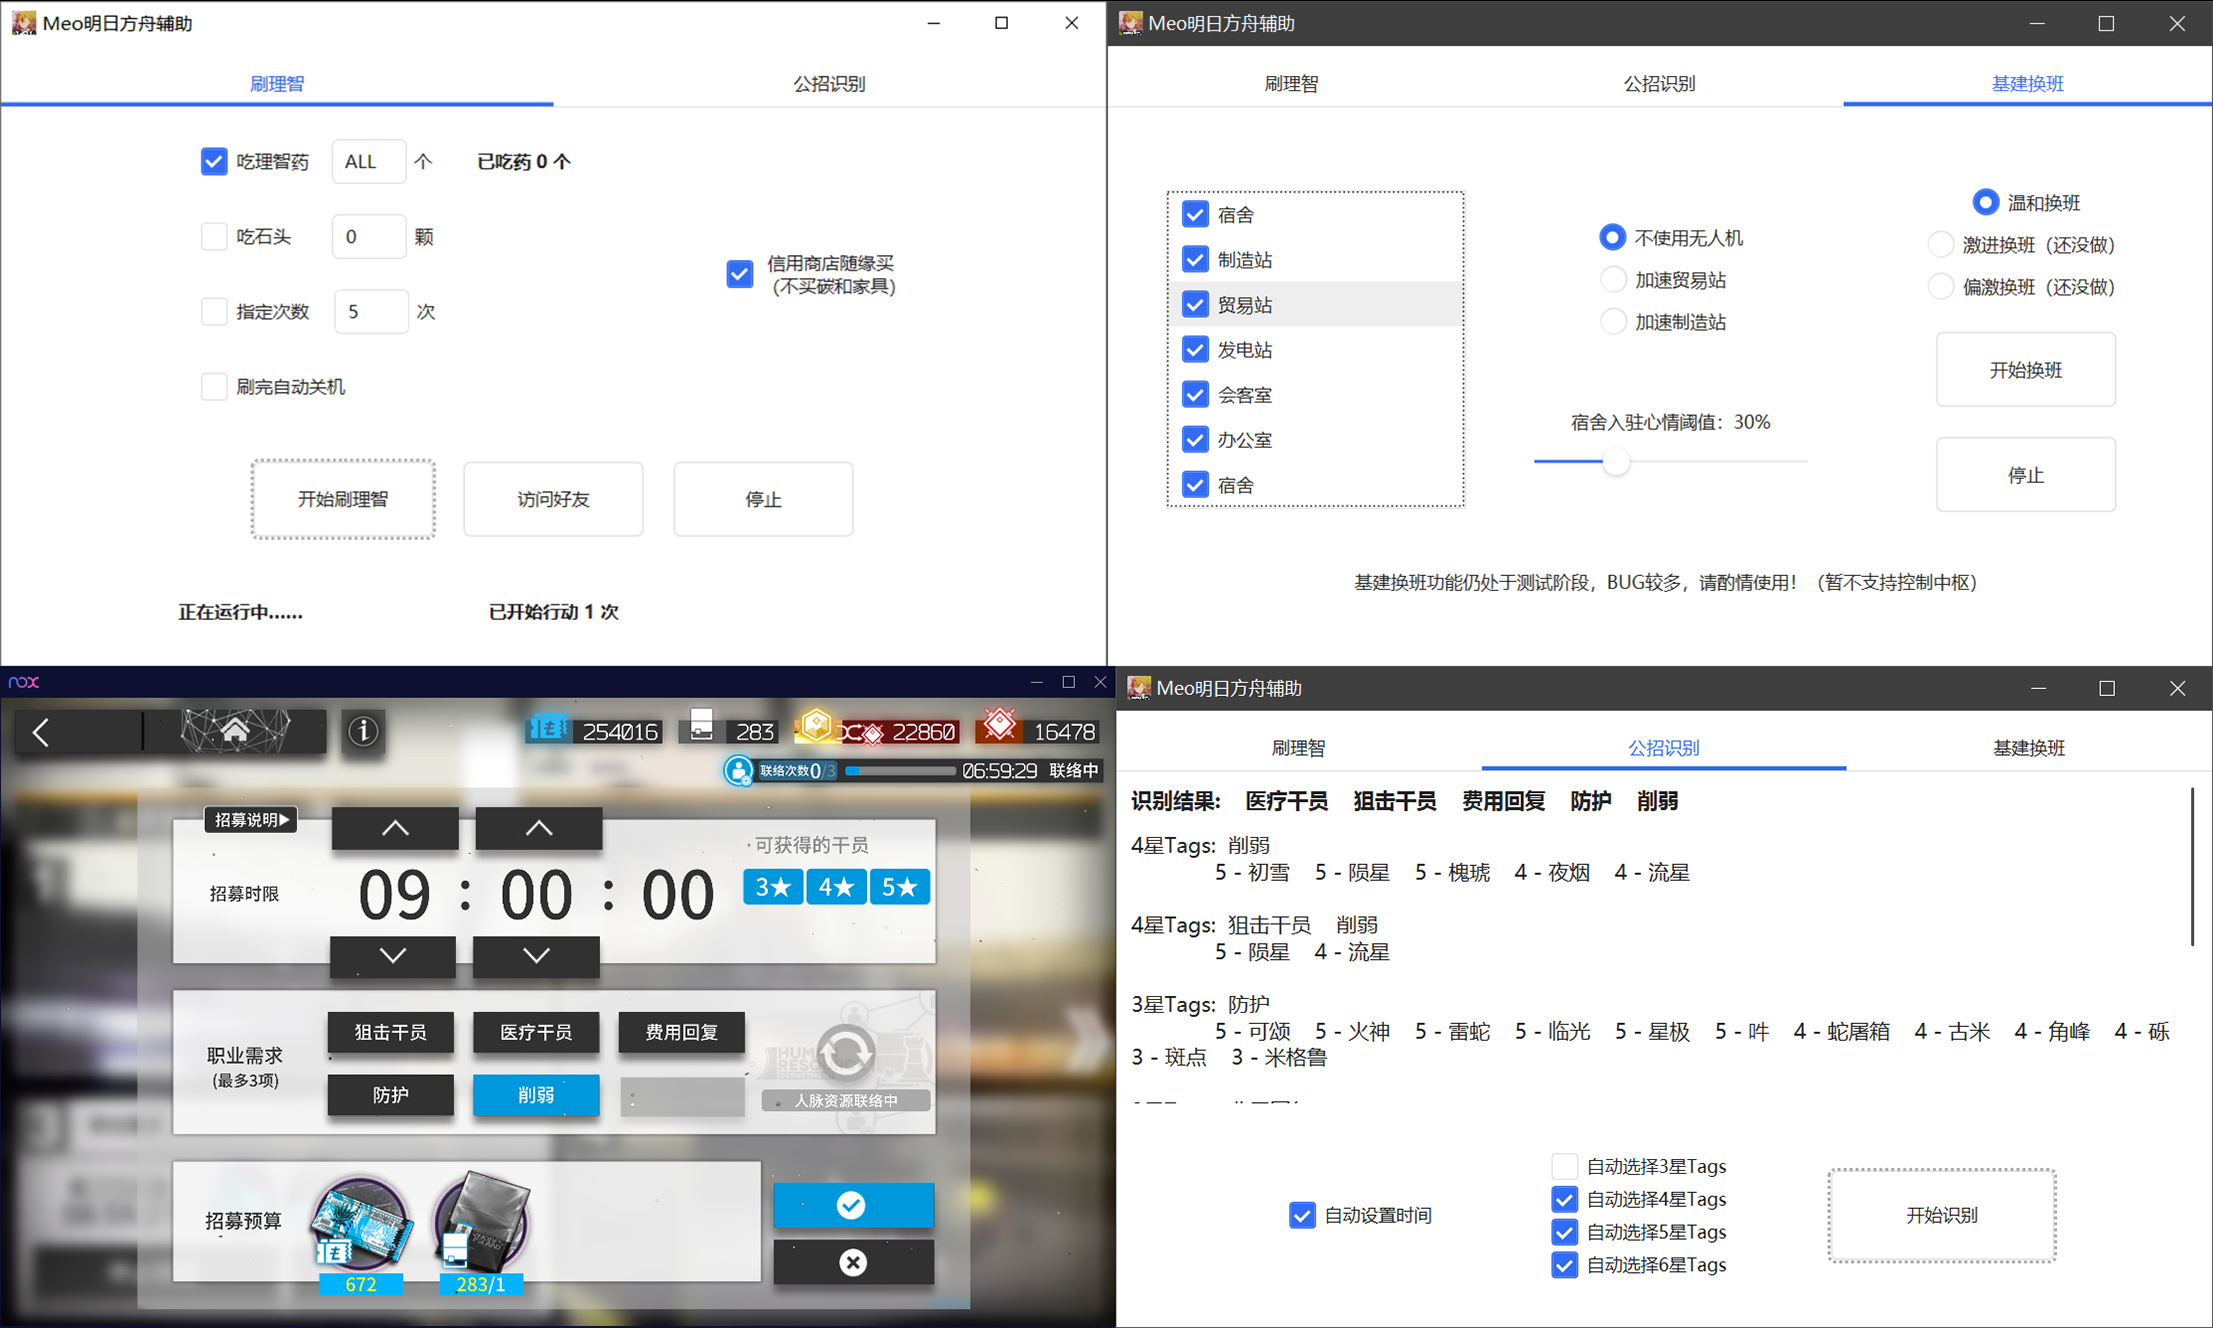 Meo明日方舟辅助
刷理智 公招识别
吃理智药 ALL 个 已吃药 0 个
吃石头 0 颗
指定次数 5 次
刷完自动关机
信用商店随缘买
(不买碳和家具)
开始刷理智 访问好友 停止
正在运行中...... 已开始行动 1 次
Meo明日方舟辅助
刷理智 公招识别 基建换班
宿舍
制造站
贸易站
发电站
会客室
办公室
宿舍
不使用无人机
加速贸易站
加速制造站
宿舍入驻心情阈值：30%
温和换班
激进换班（还没做）
偏激换班（还没做）
开始换班
停止
基建换班功能仍处于测试阶段，BUG较多，请酌情使用！（暂不支持控制中枢）
nox
254016 283 22860 16478
联络次数0/3 06:59:29 联络中
招募说明▶
招募时限
09 : 00 : 00
·可获得的干员
3★ 4★ 5★
职业需求
(最多3项)
狙击干员 医疗干员 费用回复
防护 削弱
人脉资源联络中
招募预算
672 283/1
Meo明日方舟辅助
刷理智 公招识别 基建换班
识别结果: 医疗干员 狙击干员 费用回复 防护 削弱
4星Tags: 削弱
5 - 初雪 5 - 陨星 5 - 槐琥 4 - 夜烟 4 - 流星
4星Tags: 狙击干员 削弱
5 - 陨星 4 - 流星
3星Tags: 防护
5 - 可颂 5 - 火神 5 - 雷蛇 5 - 临光 5 - 星极 5 - 吽 4 - 蛇屠箱 4 - 古米 4 - 角峰 4 - 砾
3 - 斑点 3 - 米格鲁
自动设置时间
自动选择3星Tags
自动选择4星Tags
自动选择5星Tags
自动选择6星Tags
开始识别